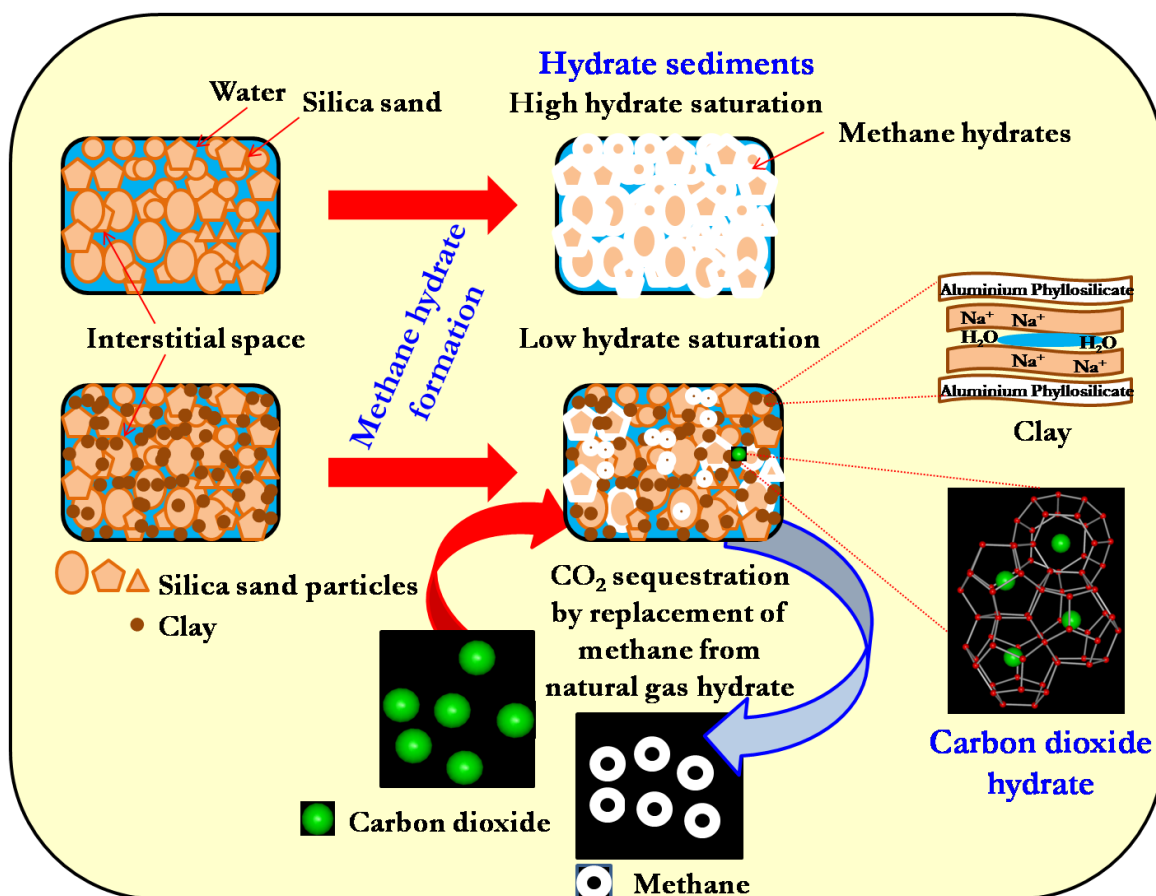 Hydrate sediments
High hydrate saturation
Water
Silica sand
Methane hydrates
Methane hydrate
formation
Interstitial space
Low hydrate saturation
Aluminium Phyllosilicate
Na⁺ Na⁺
H₂O H₂O
Na⁺ Na⁺
Aluminium Phyllosilicate
Clay
Silica sand particles
Clay
CO₂ sequestration
by replacement of
methane from
natural gas hydrate
Carbon dioxide
hydrate
Carbon dioxide
Methane